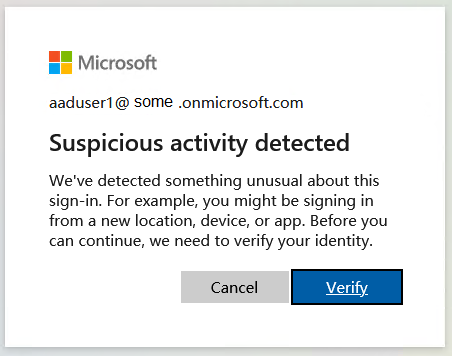 Microsoft
aaduser1@ some .onmicrosoft.com
Suspicious activity detected
We've detected something unusual about this
sign-in. For example, you might be signing in
from a new location, device, or app. Before you
can continue, we need to verify your identity.
Cancel Verify